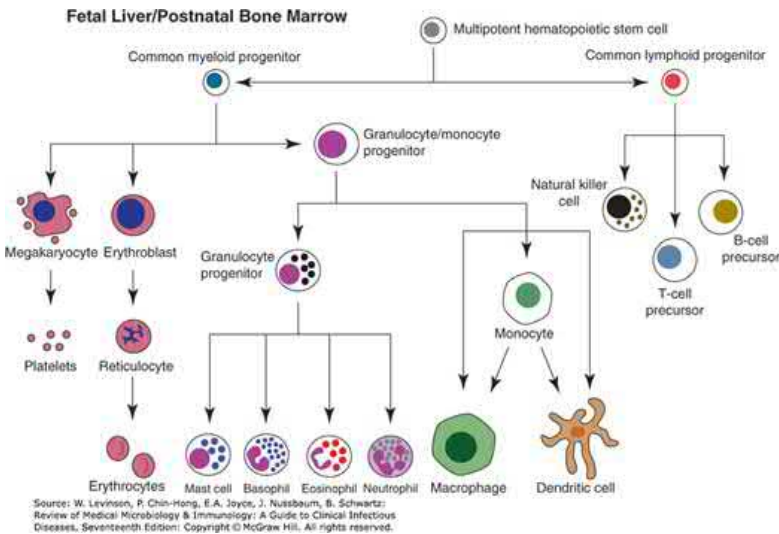 Fetal Liver/Postnatal Bone Marrow
Multipotent hematopoietic stem cell
Common myeloid progenitor
Common lymphoid progenitor
Granulocyte/monocyte
progenitor
Natural killer
cell
B-cell
precursor
T-cell
precursor
Megakaryocyte
Erythroblast
Granulocyte
progenitor
Monocyte
Platelets
Reticulocyte
Erythrocytes
Mast cell
Basophil
Eosinophil
Neutrophil
Macrophage
Dendritic cell
Source: W. Levinson, P. Chin-Hong, E.A. Joyce, J. Nussbaum, B. Schwartz:
Review of Medical Microbiology & Immunology: A Guide to Clinical Infectious
Diseases, Seventeenth Edition: Copyright © McGraw Hill. All rights reserved.